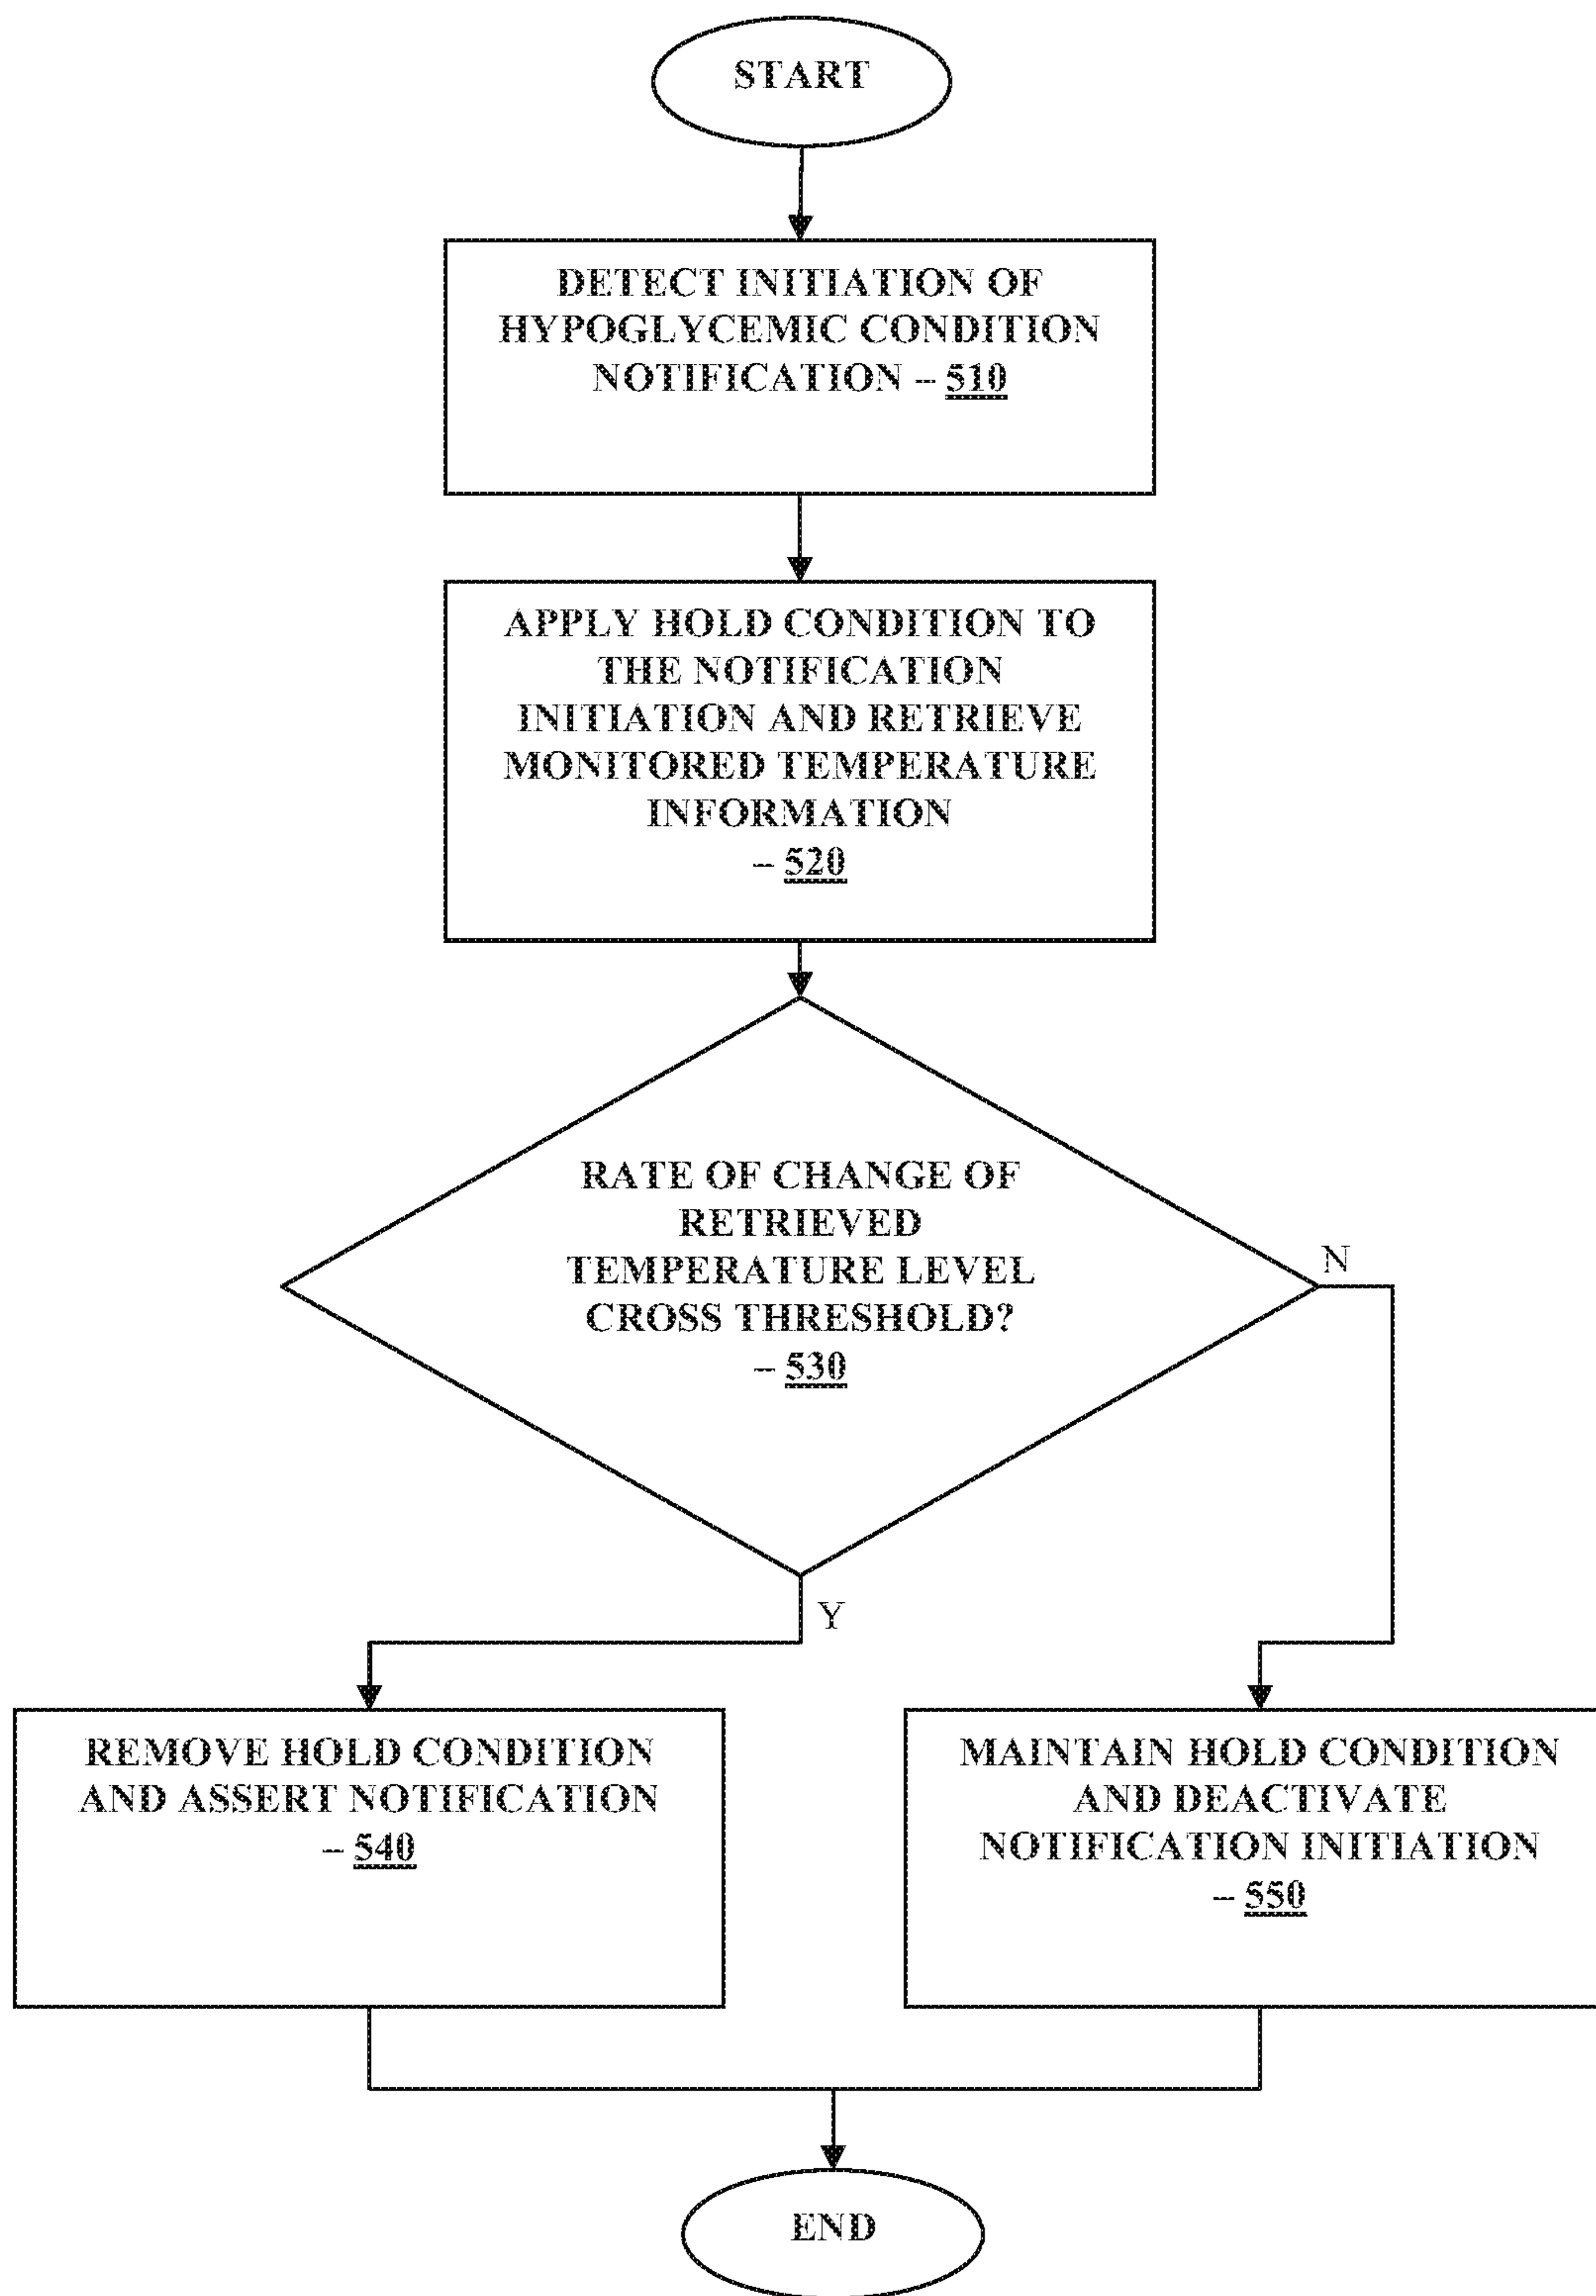 START
DETECT INITIATION OF
HYPOGLYCEMIC CONDITION
NOTIFICATION – 510
APPLY HOLD CONDITION TO
THE NOTIFICATION
INITIATION AND RETRIEVE
MONITORED TEMPERATURE
INFORMATION
– 520
RATE OF CHANGE OF
RETRIEVED
TEMPERATURE LEVEL
CROSS THRESHOLD?
– 530
N
Y
REMOVE HOLD CONDITION
AND ASSERT NOTIFICATION
– 540
MAINTAIN HOLD CONDITION
AND DEACTIVATE
NOTIFICATION INITIATION
– 550
END